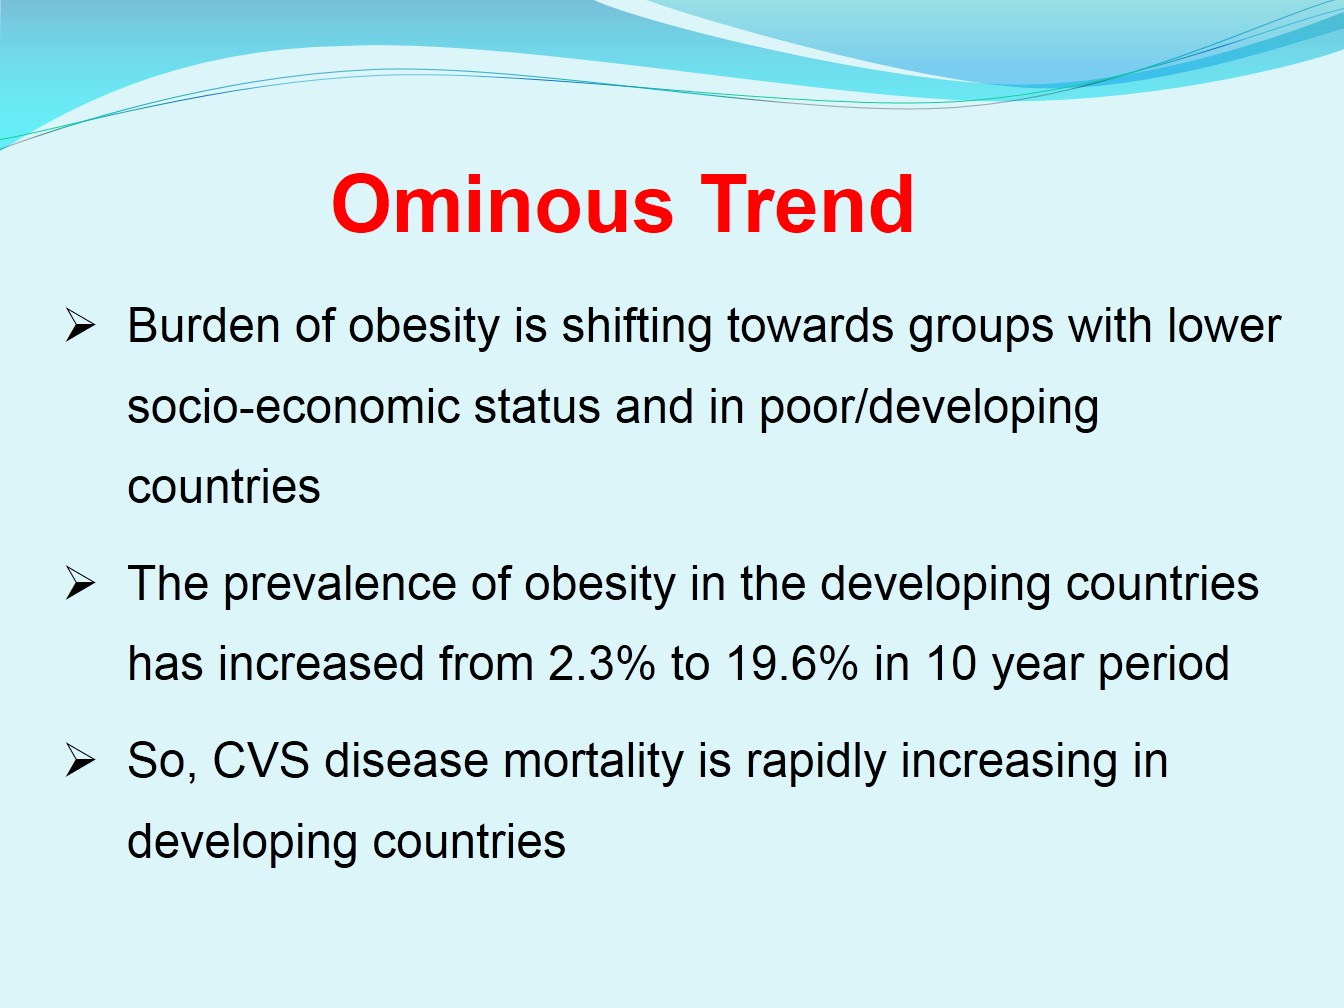 Ominous Trend
➢ Burden of obesity is shifting towards groups with lower
socio-economic status and in poor/developing
countries
➢ The prevalence of obesity in the developing countries
has increased from 2.3% to 19.6% in 10 year period
➢ So, CVS disease mortality is rapidly increasing in
developing countries